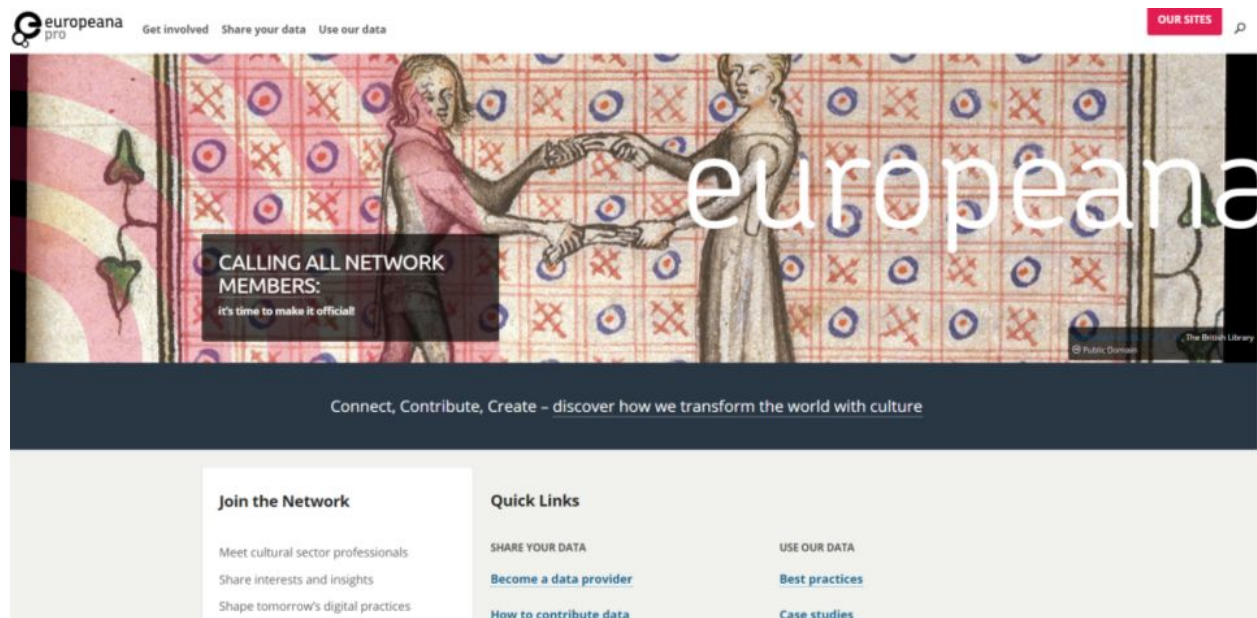 europeana
pro
Get involved Share your data Use our data
OUR SITES
europeana
CALLING ALL NETWORK
MEMBERS:
it's time to make it official!
The British Library
Public Domain
Connect, Contribute, Create – discover how we transform the world with culture
Join the Network
Meet cultural sector professionals
Share interests and insights
Shape tomorrow's digital practices
Quick Links
SHARE YOUR DATA
Become a data provider
How to contribute data
USE OUR DATA
Best practices
Case studies